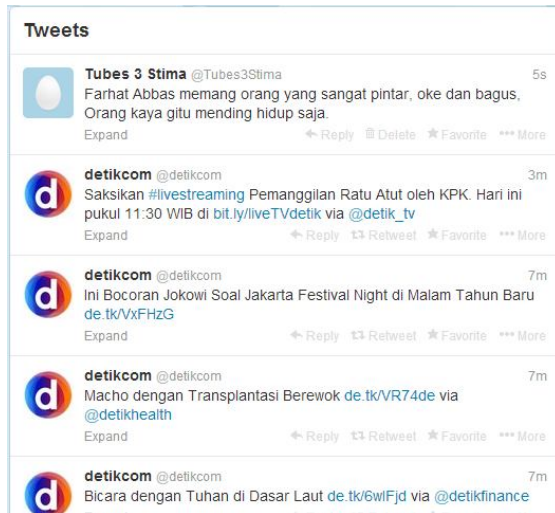 Tweets
Tubes 3 Stima @Tubes3Stima 5s
Farhat Abbas memang orang yang sangat pintar, oke dan bagus,
Orang kaya gitu mending hidup saja.
Expand Reply Delete Favorite More
detikcom @detikcom 3m
Saksikan #livestreaming Pemanggilan Ratu Atut oleh KPK. Hari ini
pukul 11:30 WIB di bit.ly/liveTVdetik via @detik_tv
Expand Reply Retweet Favorite More
detikcom @detikcom 7m
Ini Bocoran Jokowi Soal Jakarta Festival Night di Malam Tahun Baru
de.tk/VxFHzG
Expand Reply Retweet Favorite More
detikcom @detikcom 7m
Macho dengan Transplantasi Berewok de.tk/VR74de via
@detikhealth
Expand Reply Retweet Favorite More
detikcom @detikcom 7m
Bicara dengan Tuhan di Dasar Laut de.tk/6wlFjd via @detikfinance